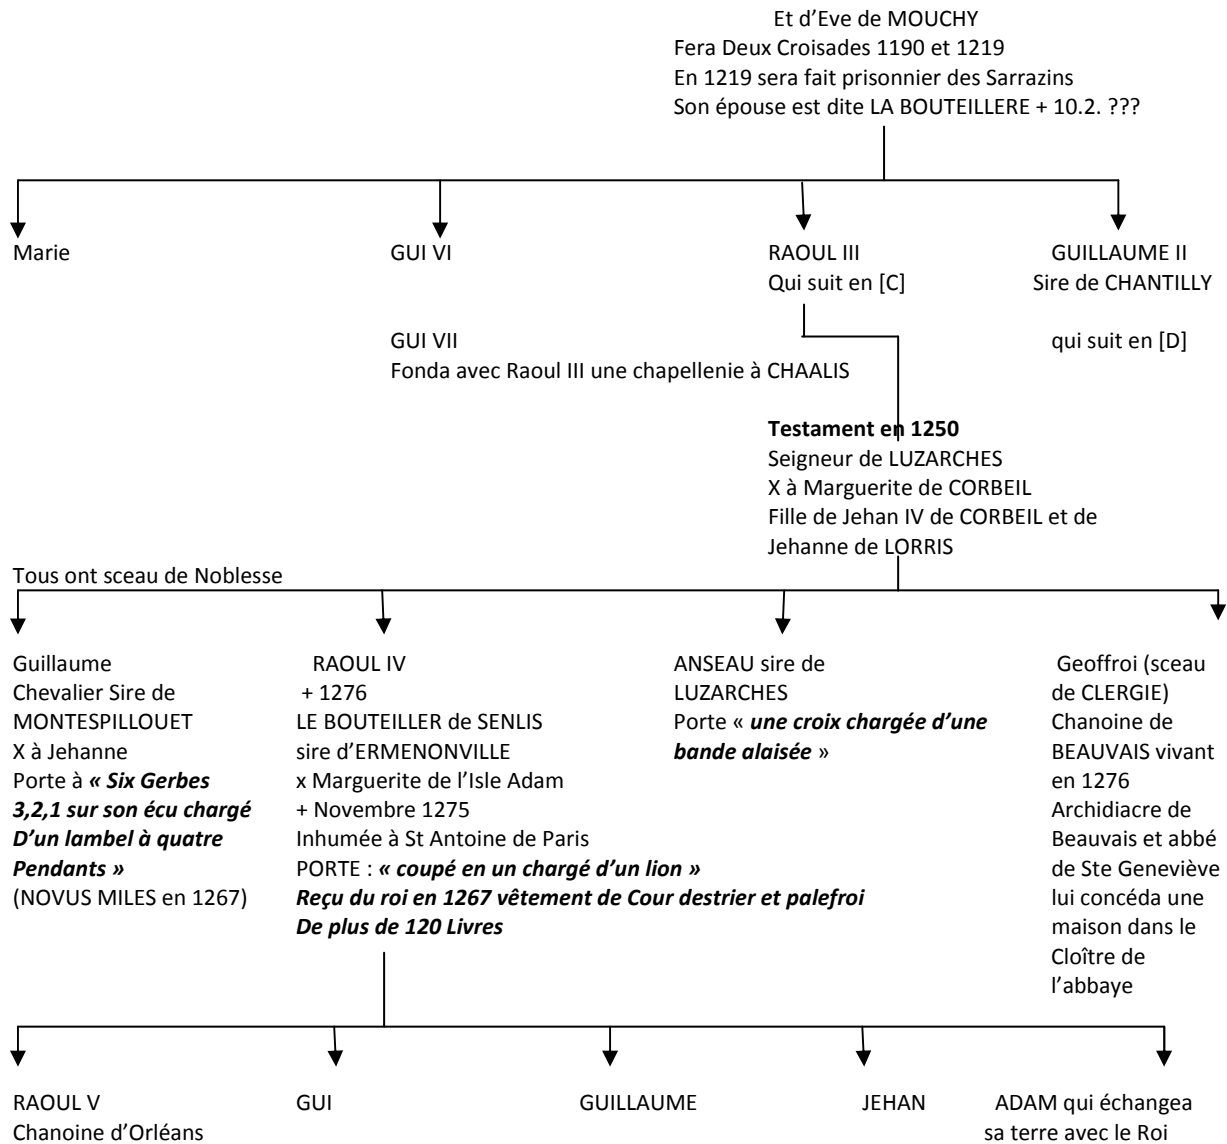 Et d’Eve de MOUCHY
Fera Deux Croisades 1190 et 1219
En 1219 sera fait prisonnier des Sarrazins
Son épouse est dite LA BOUTEILLERE + 10.2. ???
Marie
GUI VI
GUI VII
Fonda avec Raoul III une chapellenie à CHAALIS
RAOUL III
Qui suit en [C]
GUILLAUME II
Sire de CHANTILLY
qui suit en [D]
Testament en 1250
Seigneur de LUZARCHES
X à Marguerite de CORBEIL
Fille de Jehan IV de CORBEIL et de
Jehanne de LORRIS
Tous ont sceau de Noblesse
Guillaume
Chevalier Sire de
MONTESPILLOUET
X à Jehanne
Porte à « Six Gerbes
3,2,1 sur son écu chargé
D’un lambel à quatre
Pendants »
(NOVUS MILES en 1267)
RAOUL IV
+ 1276
LE BOUTEILLER de SENLIS
sire d’ERMENONVILLE
x Marguerite de l’Isle Adam
+ Novembre 1275
Inhumée à St Antoine de Paris
PORTE : « coupé en un chargé d’un lion »
Reçu du roi en 1267 vêtement de Cour destrier et palefroi
De plus de 120 Livres
ANSEAU sire de
LUZARCHES
Porte « une croix chargée d’une
bande alaisée »
Geoffroi (sceau
de CLERGIE)
Chanoine de
BEAUVAIS vivant
en 1276
Archidiacre de
Beauvais et abbé
de Ste Geneviève
lui concéda une
maison dans le
Cloître de
l’abbaye
RAOUL V
Chanoine d’Orléans
GUI
GUILLAUME
JEHAN
ADAM qui échangea
sa terre avec le Roi